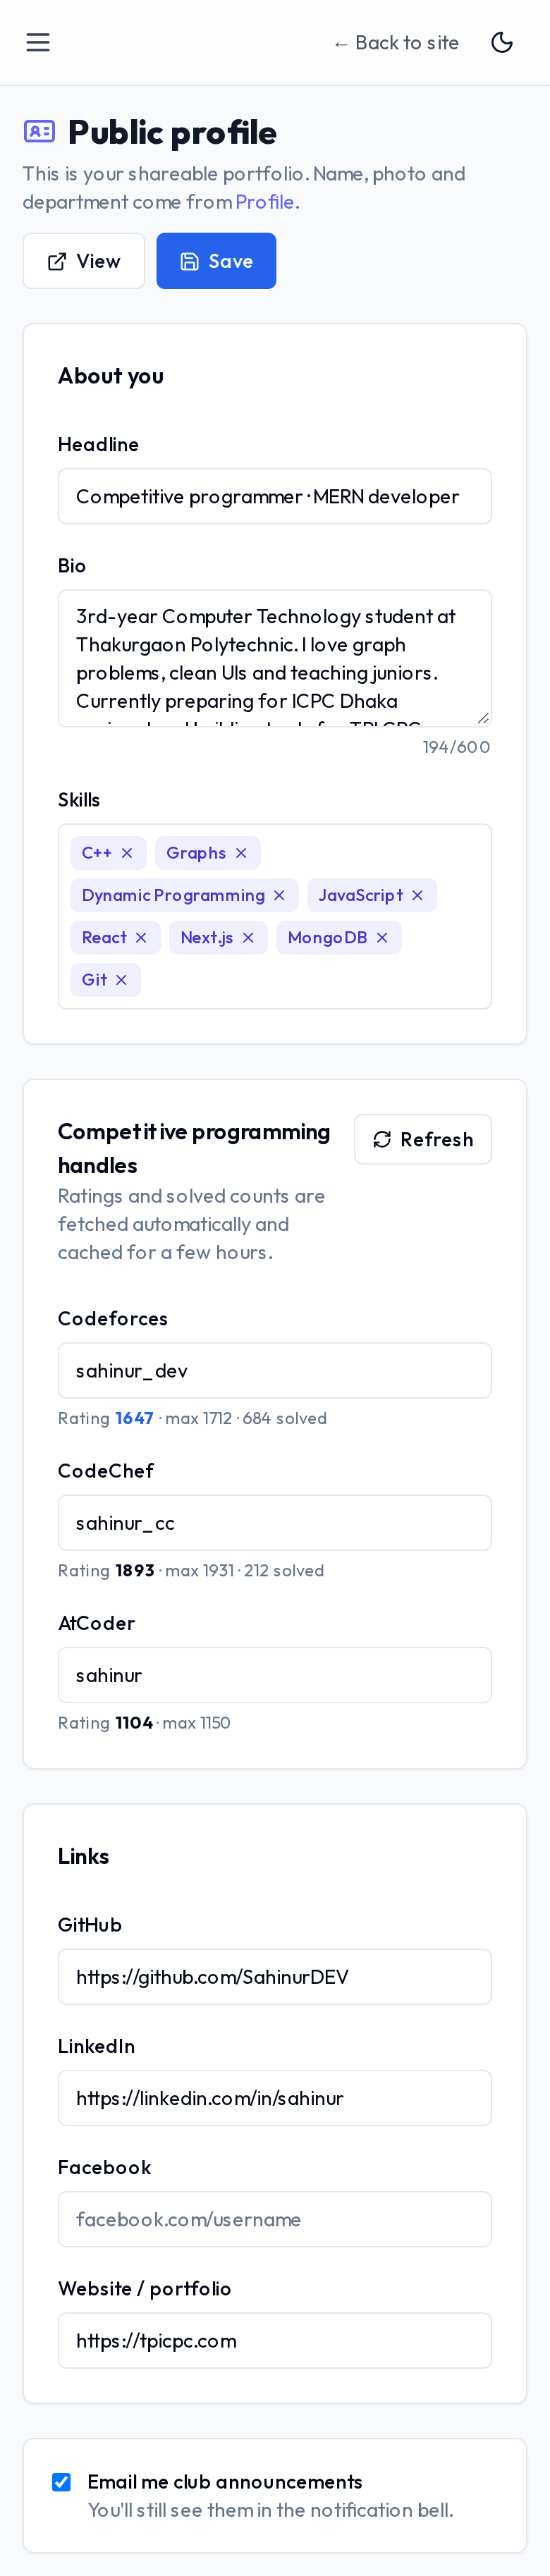 ← Back to site
Public profile
This is your shareable portfolio. Name, photo and
department come from Profile.
View
Save
About you
Headline
Competitive programmer · MERN developer
Bio
3rd-year Computer Technology student at
Thakurgaon Polytechnic. I love graph
problems, clean UIs and teaching juniors.
Currently preparing for ICPC Dhaka
194/600
Skills
C++ ×
Graphs ×
Dynamic Programming ×
JavaScript ×
React ×
Next.js ×
MongoDB ×
Git ×
Competitive programming
handles
Refresh
Ratings and solved counts are
fetched automatically and
cached for a few hours.
Codeforces
sahinur_dev
Rating 1647 · max 1712 · 684 solved
CodeChef
sahinur_cc
Rating 1893 · max 1931 · 212 solved
AtCoder
sahinur
Rating 1104 · max 1150
Links
GitHub
https://github.com/SahinurDEV
LinkedIn
https://linkedin.com/in/sahinur
Facebook
facebook.com/username
Website / portfolio
https://tpicpc.com
Email me club announcements
You'll still see them in the notification bell.